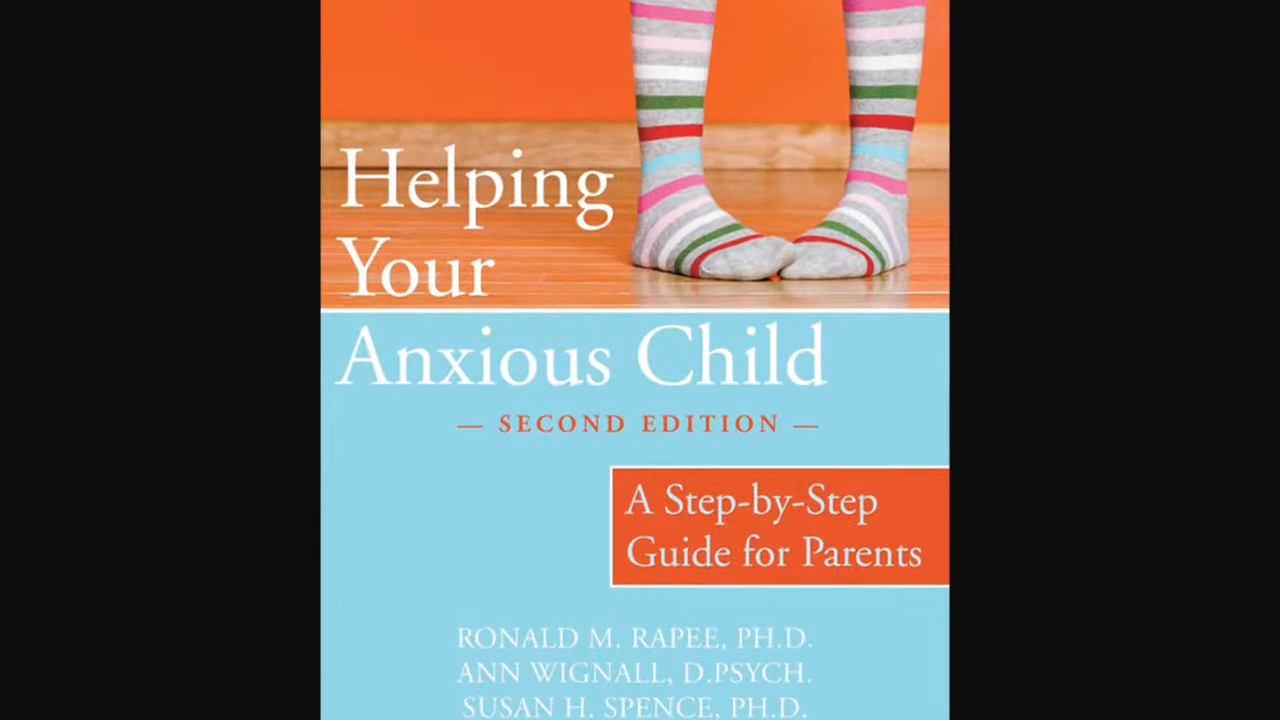 Helping
Your
Anxious Child
— SECOND EDITION —
A Step-by-Step
Guide for Parents
RONALD M. RAPEE, PH.D.
ANN WIGNALL, D.PSYCH.
SUSAN H. SPENCE, PH.D.